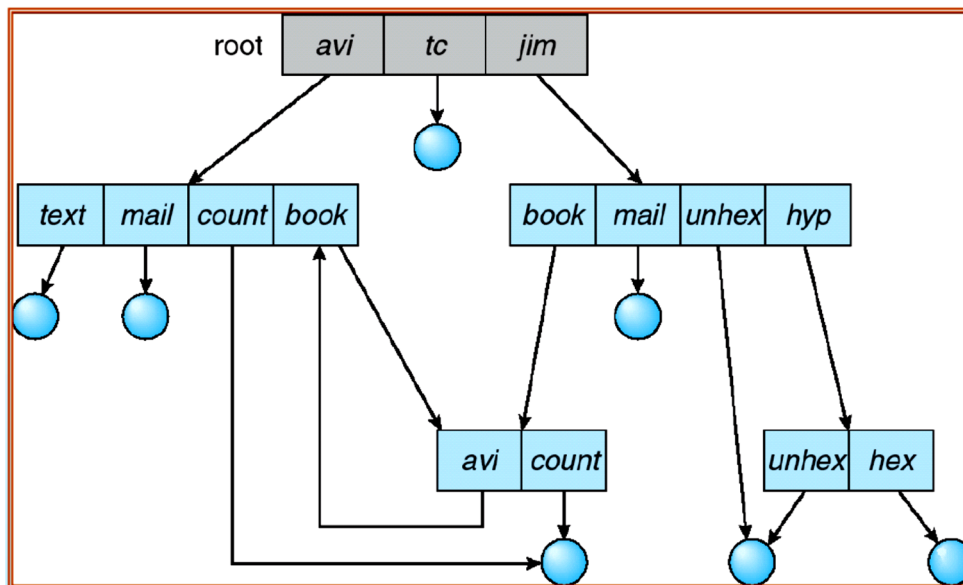 root avi tc jim
text mail count book book mail unhex hyp
avi count unhex hex